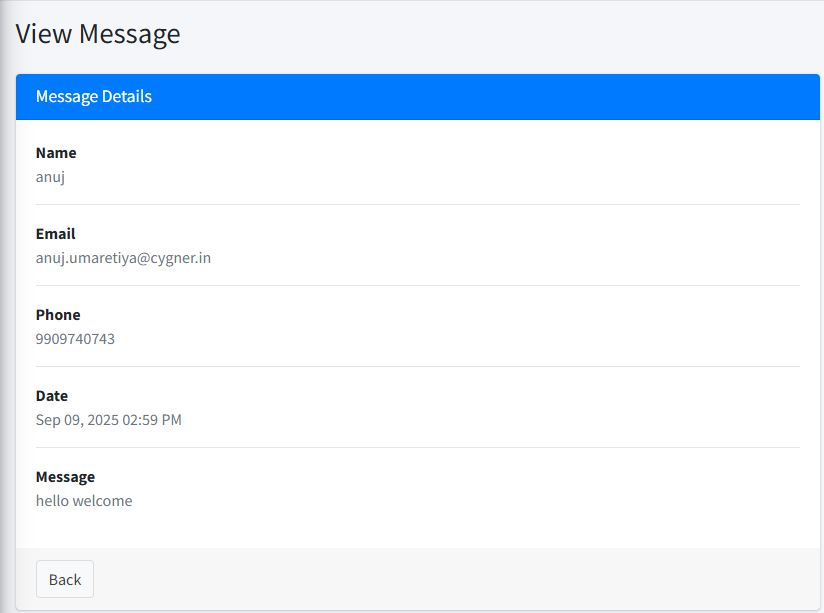 View Message
Message Details
Name
anuj
Email
anuj.umaretiya@cygner.in
Phone
9909740743
Date
Sep 09, 2025 02:59 PM
Message
hello welcome
Back